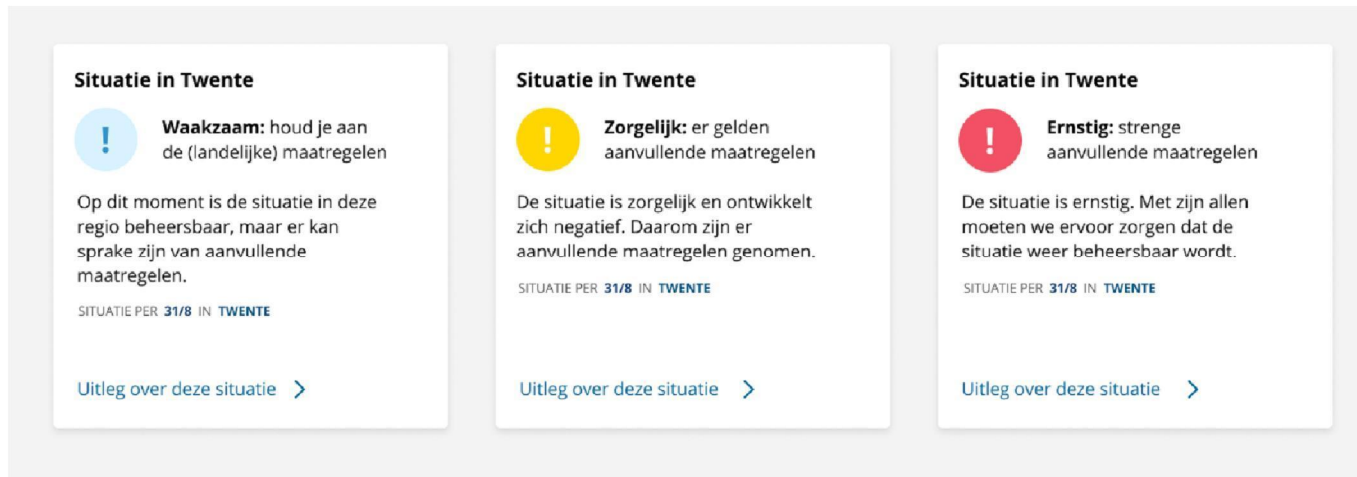 Situatie in Twente
!
Waakzaam: houd je aan
de (landelijke) maatregelen
Op dit moment is de situatie in deze
regio beheersbaar, maar er kan
sprake zijn van aanvullende
maatregelen.
SITUATIE PER 31/8 IN TWENTE
Uitleg over deze situatie
Situatie in Twente
!
Zorgelijk: er gelden
aanvullende maatregelen
De situatie is zorgelijk en ontwikkelt
zich negatief. Daarom zijn er
aanvullende maatregelen genomen.
SITUATIE PER 31/8 IN TWENTE
Uitleg over deze situatie
Situatie in Twente
!
Ernstig: strenge
aanvullende maatregelen
De situatie is ernstig. Met zijn allen
moeten we ervoor zorgen dat de
situatie weer beheersbaar wordt.
SITUATIE PER 31/8 IN TWENTE
Uitleg over deze situatie